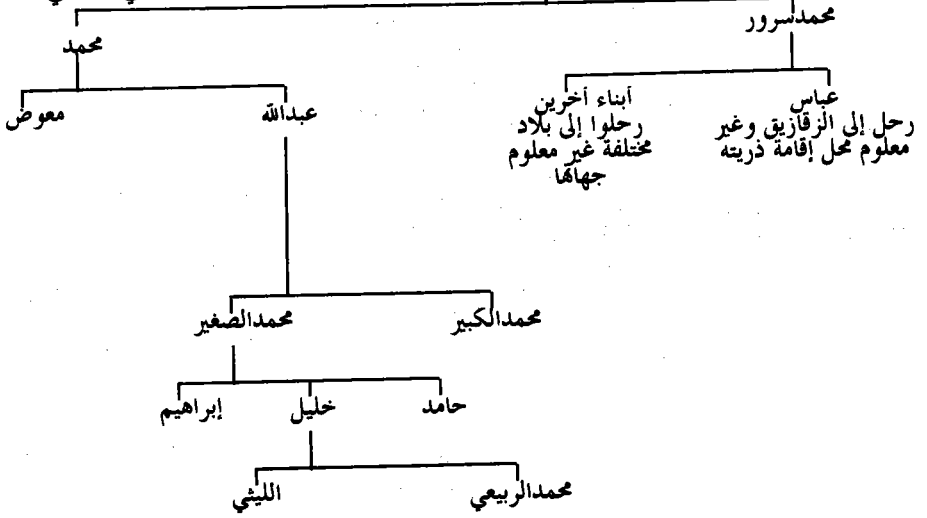 محمدسرور
محمد
عباس
رحل إلى الزقازيق وغير
معلوم محل إقامة ذريته
أبناء أخرين
رحلوا إلى بلاد
مختلفة غير معلوم
جهاتها
عبدالله
معوض
محمدالكبير
محمدالصغير
حامد
خليل
إبراهيم
محمدالربيعي
الليثي